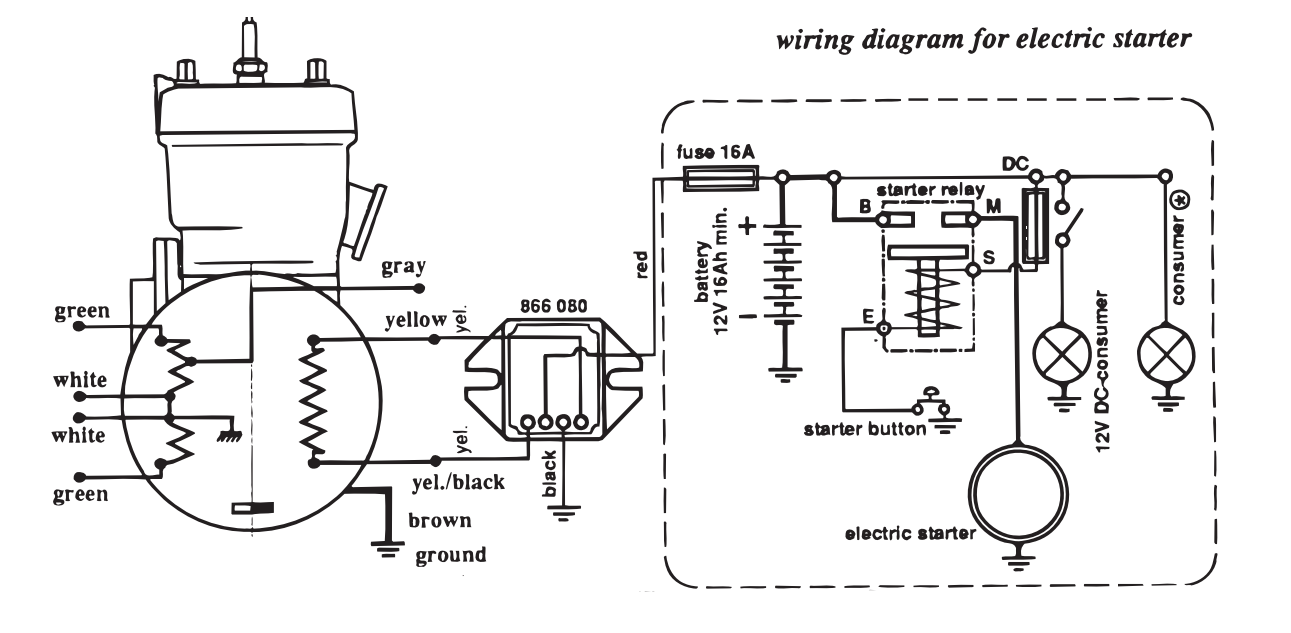 wiring diagram for electric starter
fuse 16A
DC
starter relay
B
M
S
E
battery
12V 16Ah min.
+
−
consumer *
gray
green
white
white
green
yellow
yel.
866 080
red
yel.
yel./black
black
brown
ground
starter button
12V DC-consumer
electric starter